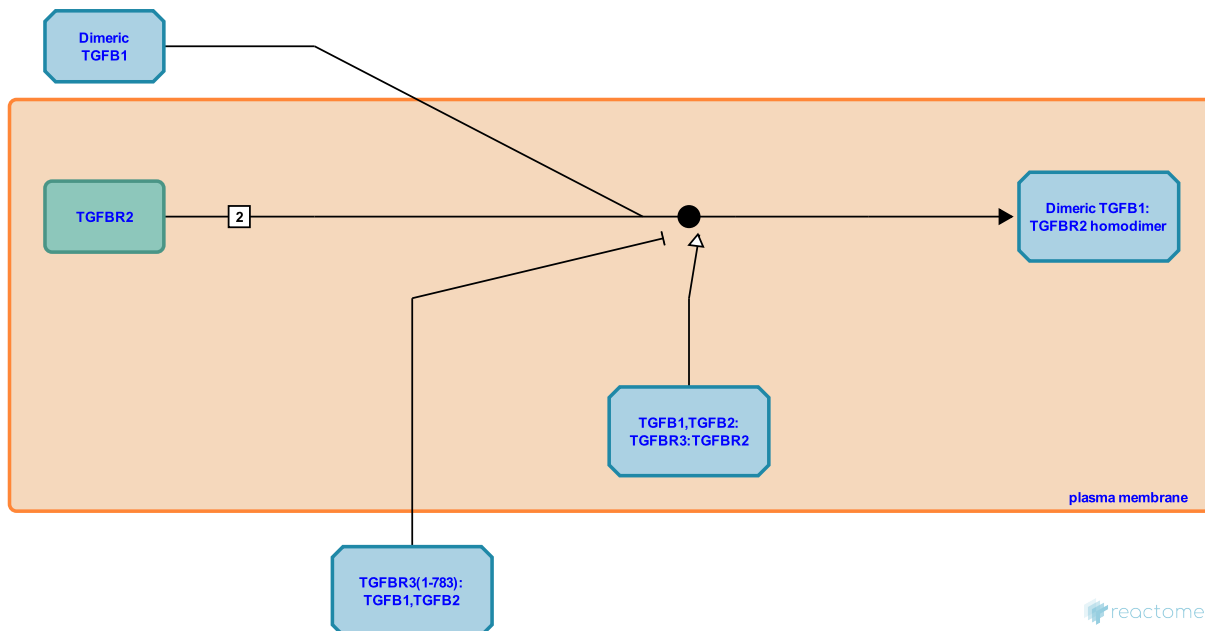 Dimeric
TGFB1
TGFBR2
2
Dimeric TGFB1:
TGFBR2 homodimer
TGFB1,TGFB2:
TGFBR3:TGFBR2
plasma membrane
TGFBR3(1-783):
TGFB1,TGFB2
reactome